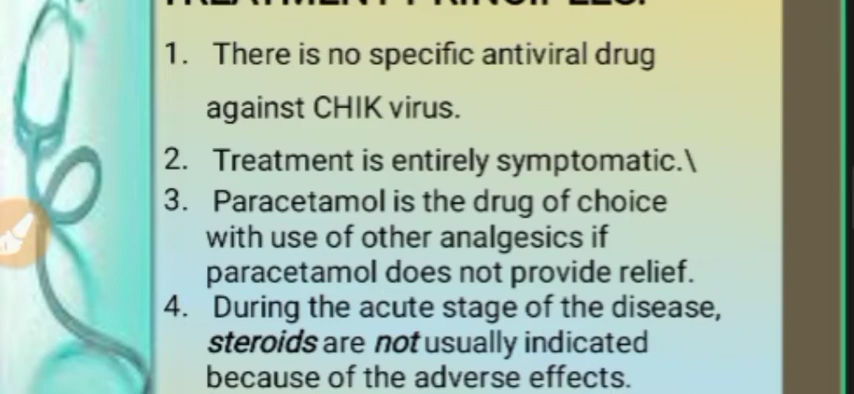 TREATMENT PRINCIPLES:
1. There is no specific antiviral drug
against CHIK virus.
2. Treatment is entirely symptomatic.\
3. Paracetamol is the drug of choice
with use of other analgesics if
paracetamol does not provide relief.
4. During the acute stage of the disease,
steroids are not usually indicated
because of the adverse effects.